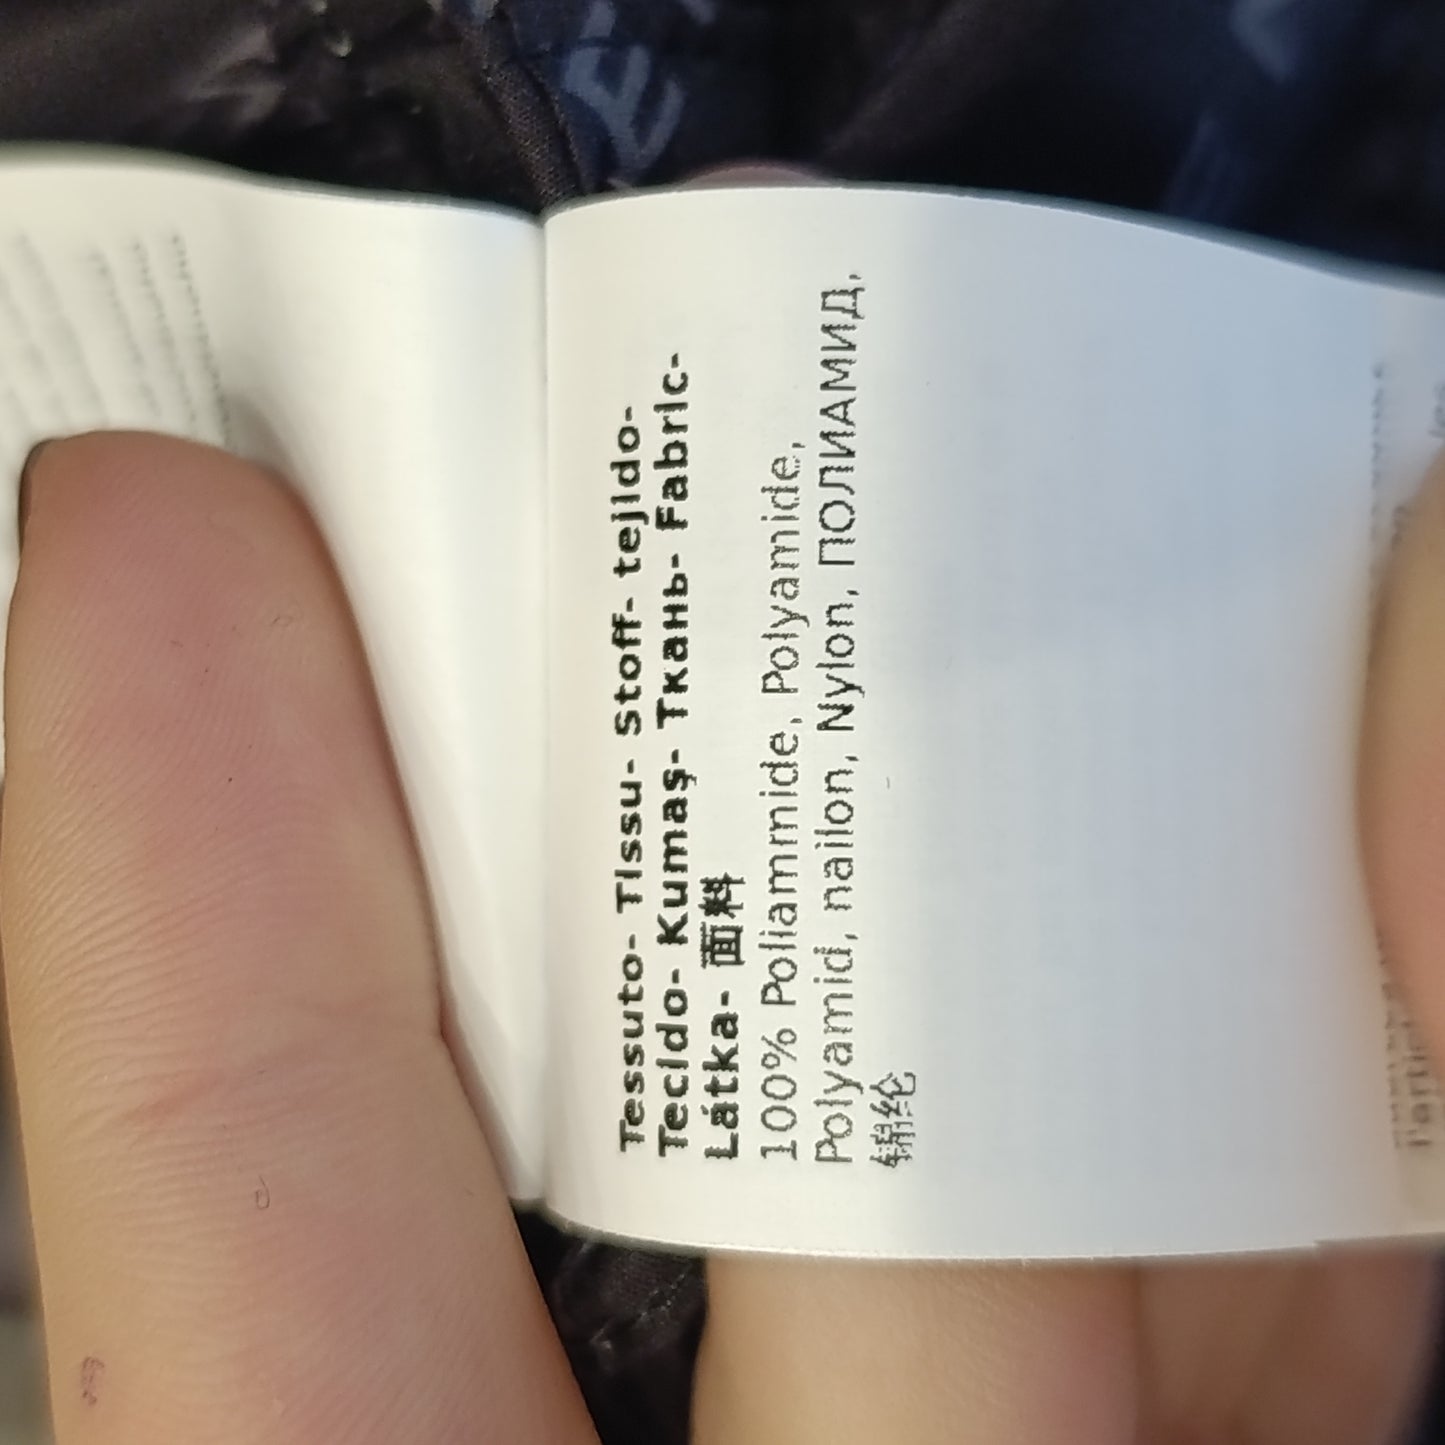 Tessuto- Tissu- Stoff- tejido-
Tecido- Kumaş- Ткань- Fabric-
Látka- 面料
100% Poliammide, Polyamide,
Polyamid, nailon, Nylon, ПОЛИАМИД,
锦纶